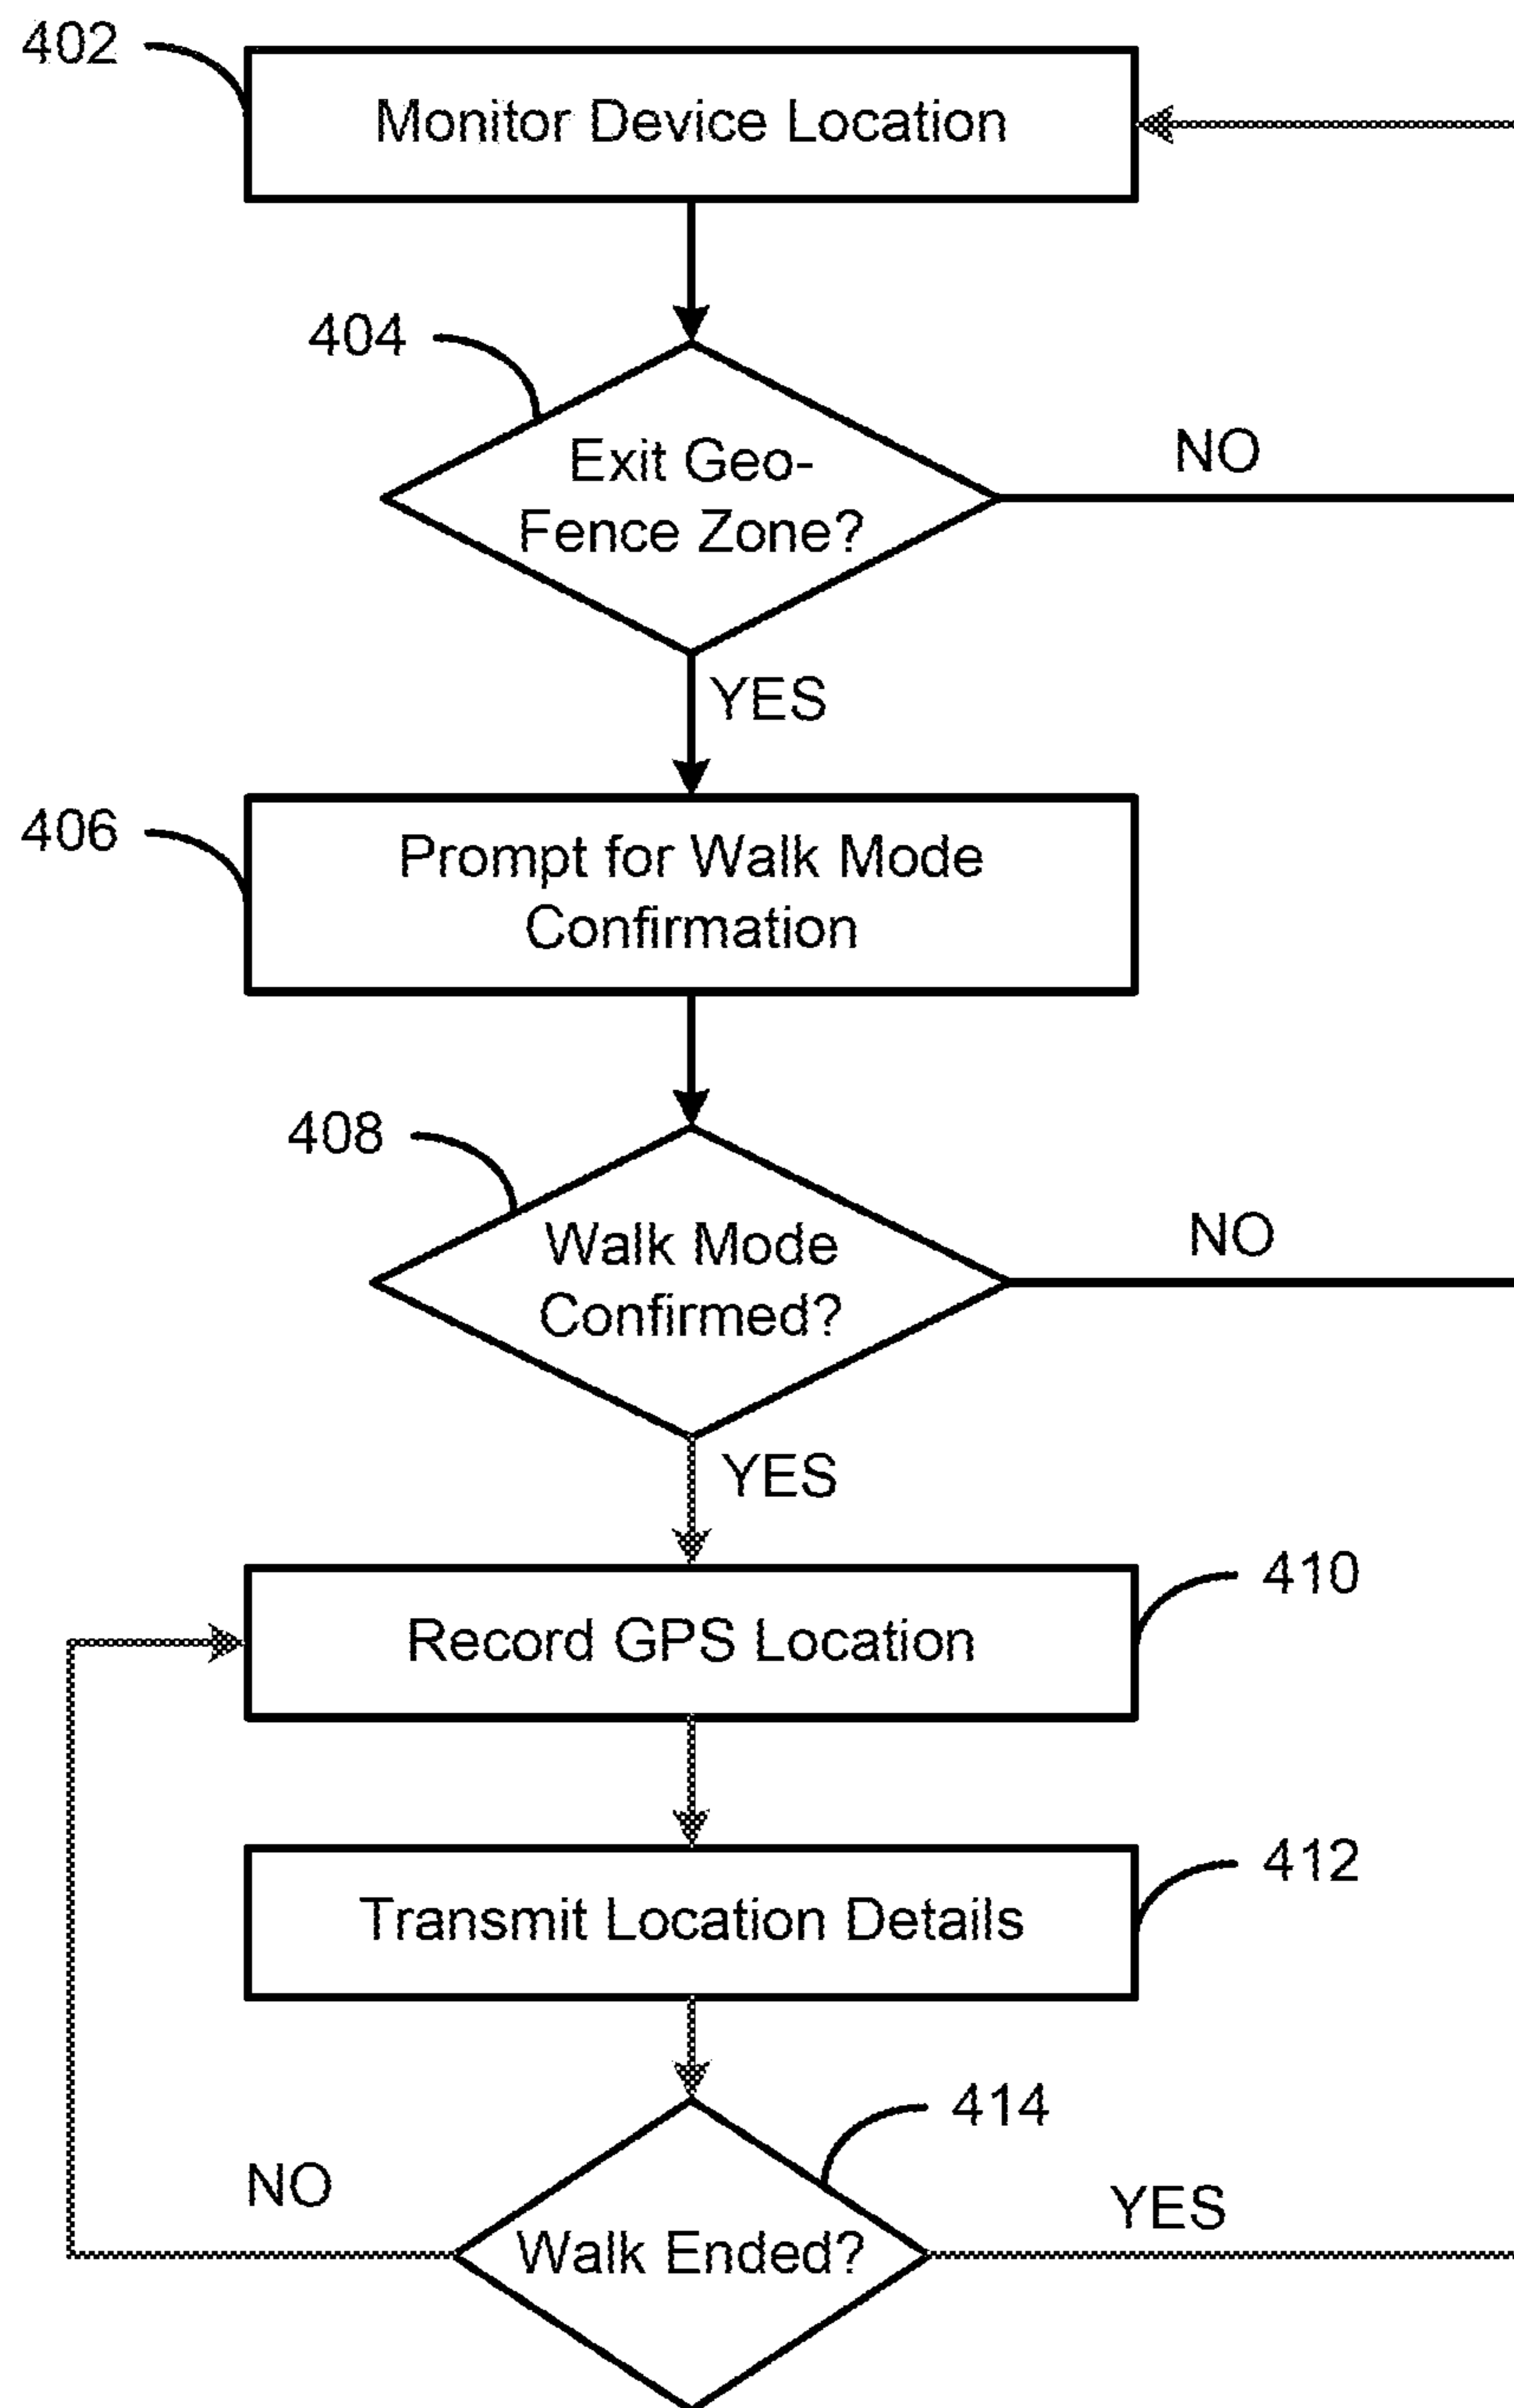 402
Monitor Device Location
404
Exit Geo-
Fence Zone?
NO
YES
406
Prompt for Walk Mode
Confirmation
408
Walk Mode
Confirmed?
NO
YES
410
Record GPS Location
412
Transmit Location Details
414
NO
Walk Ended?
YES